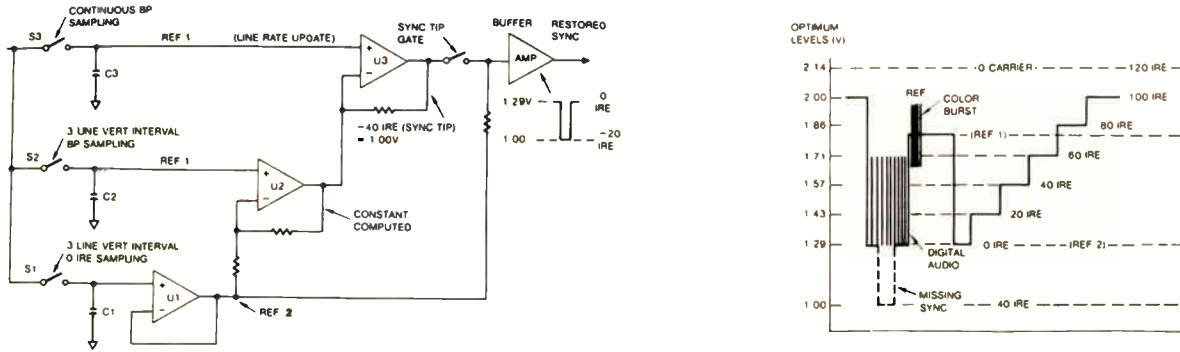 CONTINUOUS BP
SAMPLING
S3
REF 1
(LINE RATE UPDATE)
C3
+
−
U3
SYNC TIP
GATE
BUFFER
AMP
RESTORED
SYNC
1.29V
0
IRE
1.00
−20
IRE
−40 IRE (SYNC TIP)
= 1.00V
3 LINE VERT INTERVAL
BP SAMPLING
S2
REF 1
C2
+
−
U2
CONSTANT
COMPUTED
3 LINE VERT INTERVAL
0 IRE SAMPLING
S1
C1
+
−
U1
REF 2
OPTIMUM
LEVELS (V)
2 14
0 CARRIER
120 IRE
2 00
REF
COLOR
BURST
100 IRE
1 86
(REF 1)
80 IRE
1 71
60 IRE
1 57
40 IRE
1 43
20 IRE
1 29
0 IRE
(REF 2)
DIGITAL
AUDIO
MISSING
SYNC
1 00
40 IRE